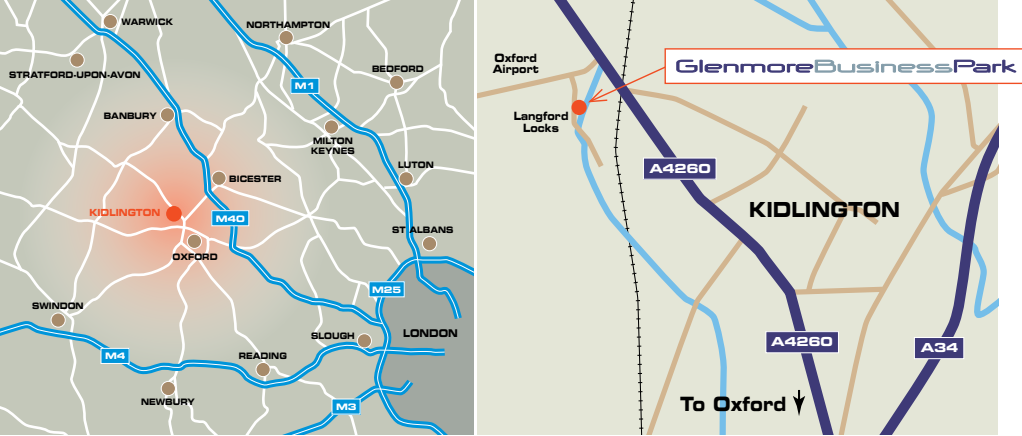 WARWICK
NORTHAMPTON
STRATFORD-UPON-AVON
BEDFORD
M1
BANBURY
MILTON
KEYNES
LUTON
BICESTER
KIDLINGTON
M40
ST ALBANS
OXFORD
M25
SWINDON
SLOUGH
LONDON
M4
READING
NEWBURY
M3
Oxford
Airport
GlenmoreBusinessPark
Langford
Locks
A4260
KIDLINGTON
A4260
A34
To Oxford